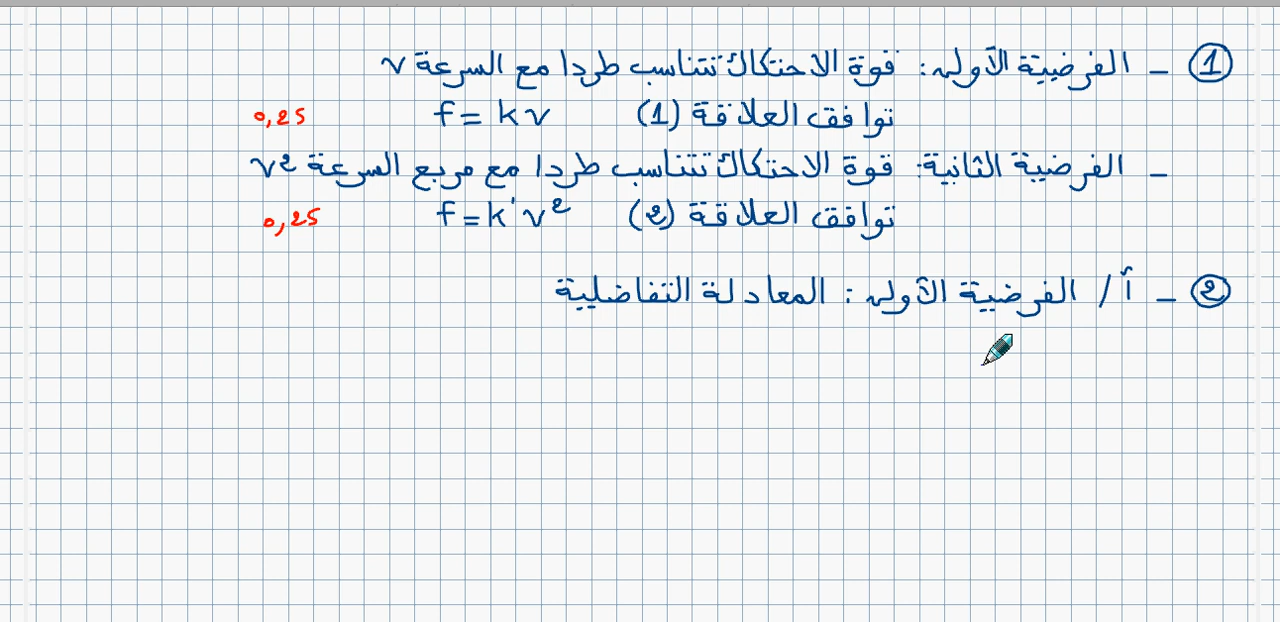 ① - الفرضية الأولى: قوة الاحتكاك تتناسب طردا مع السرعة v
توافق العلاقة (1) f = kv 0,25
- الفرضية الثانية: قوة الاحتكاك تتناسب طردا مع مربع السرعة v²
توافق العلاقة (2) f = k'v² 0,25
② - أ/ الفرضية الأولى: المعادلة التفاضلية